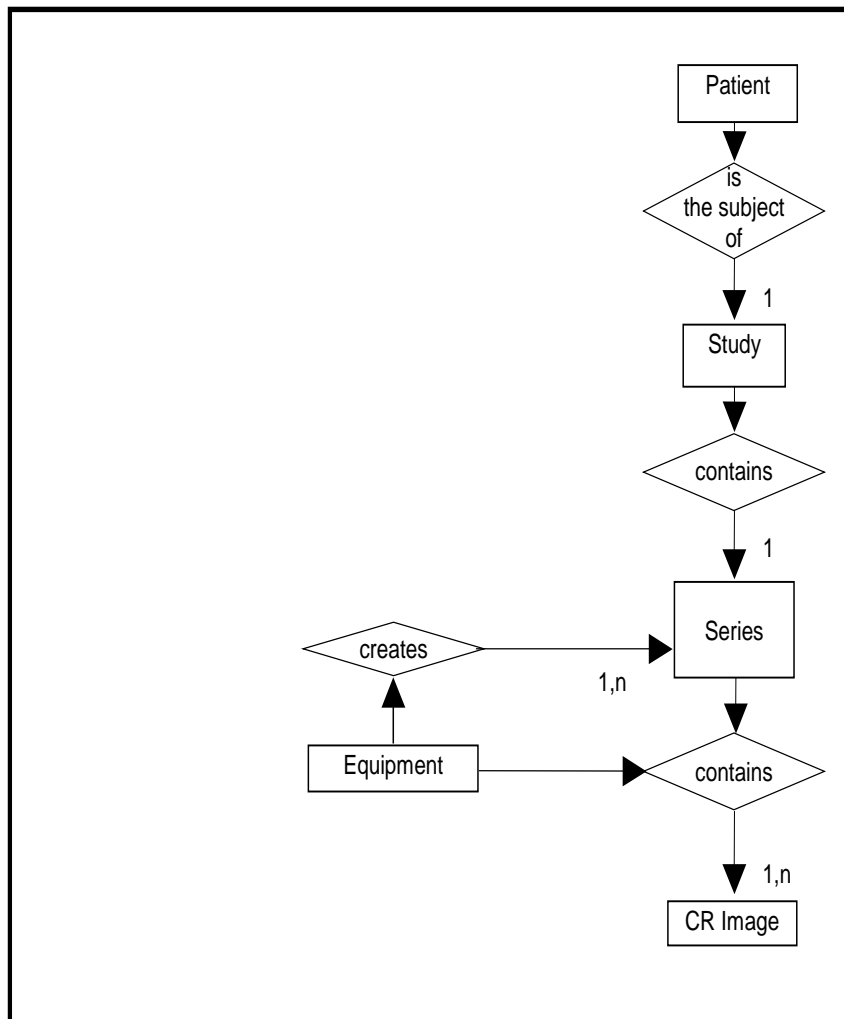 Patient
is
the subject
of
1
Study
contains
1
Series
creates
1,n
Equipment
contains
1,n
CR Image